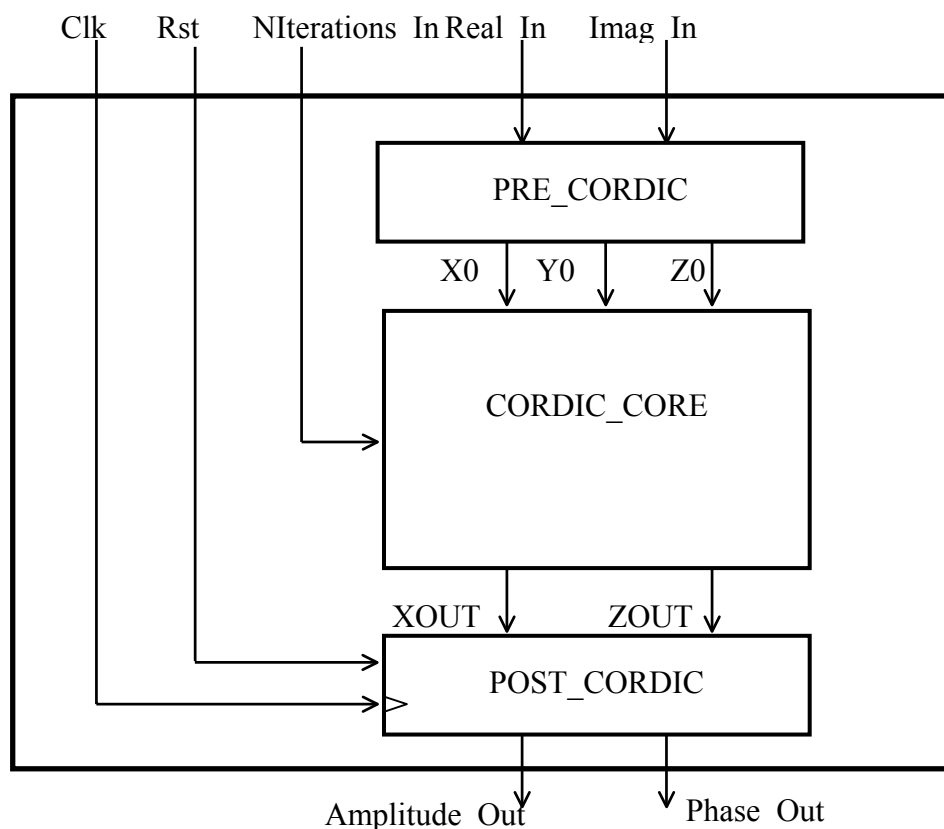 Clk Rst NIterations In Real In Imag In
PRE_CORDIC
X0 Y0 Z0
CORDIC_CORE
XOUT ZOUT
POST_CORDIC
Amplitude Out Phase Out